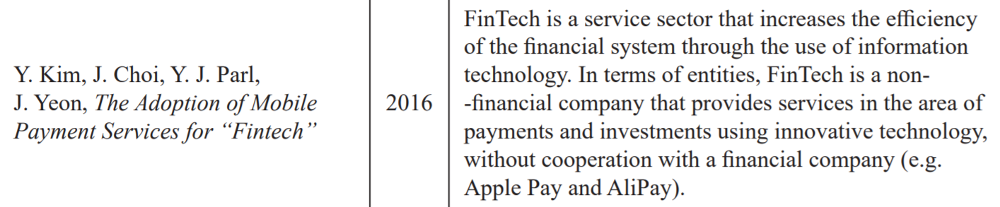 Y. Kim, J. Choi, Y. J. Parl,
J. Yeon, The Adoption of Mobile
Payment Services for “Fintech”
2016
FinTech is a service sector that increases the efficiency
of the financial system through the use of information
technology. In terms of entities, FinTech is a non-
-financial company that provides services in the area of
payments and investments using innovative technology,
without cooperation with a financial company (e.g.
Apple Pay and AliPay).